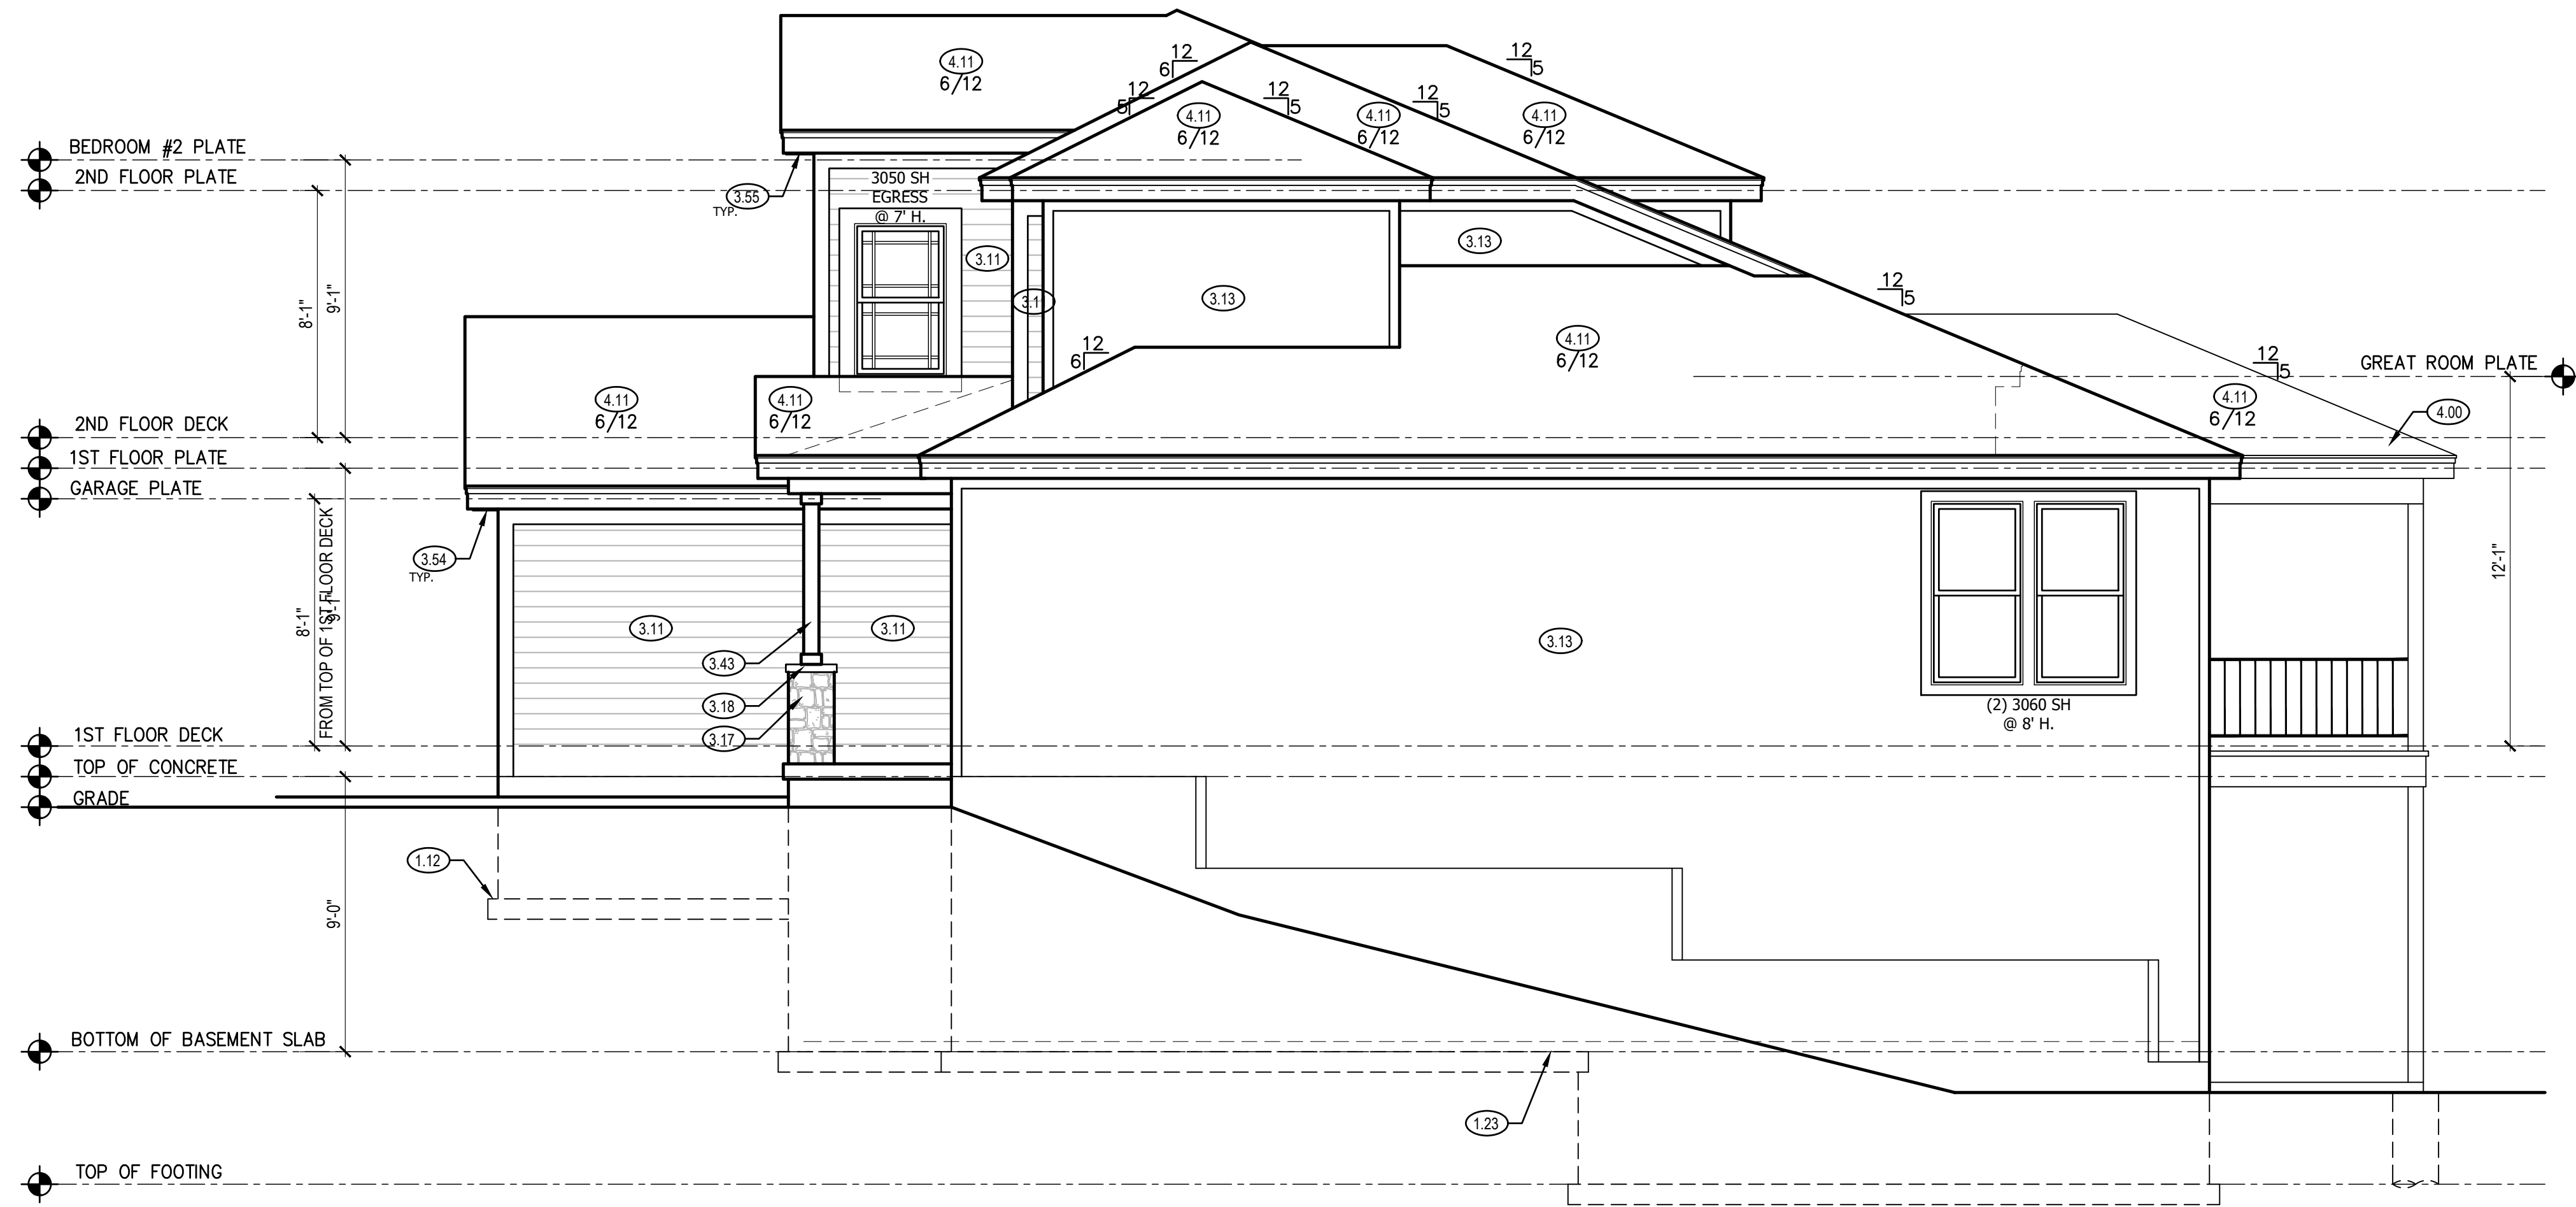 12
6
12
5
4.11
6/12
12
5
12
5
12
5
4.11
6/12
4.11
6/12
4.11
6/12
BEDROOM #2 PLATE
2ND FLOOR PLATE
3.55
TYP.
3050 SH
EGRESS
@ 7' H.
3.11
3.13
3.13
8'-1"
9'-1"
3.1
12
5
12
6
4.11
6/12
12
5
GREAT ROOM PLATE
4.11
6/12
4.11
6/12
4.11
6/12
4.00
2ND FLOOR DECK
1ST FLOOR PLATE
GARAGE PLATE
3.54
TYP.
8'-1"
FROM TOP OF 1ST FLOOR DECK
9'-1"
12'-1"
3.11
3.11
3.13
3.43
3.18
3.17
(2) 3060 SH
@ 8' H.
1ST FLOOR DECK
TOP OF CONCRETE
GRADE
1.12
9'-0"
BOTTOM OF BASEMENT SLAB
1.23
TOP OF FOOTING